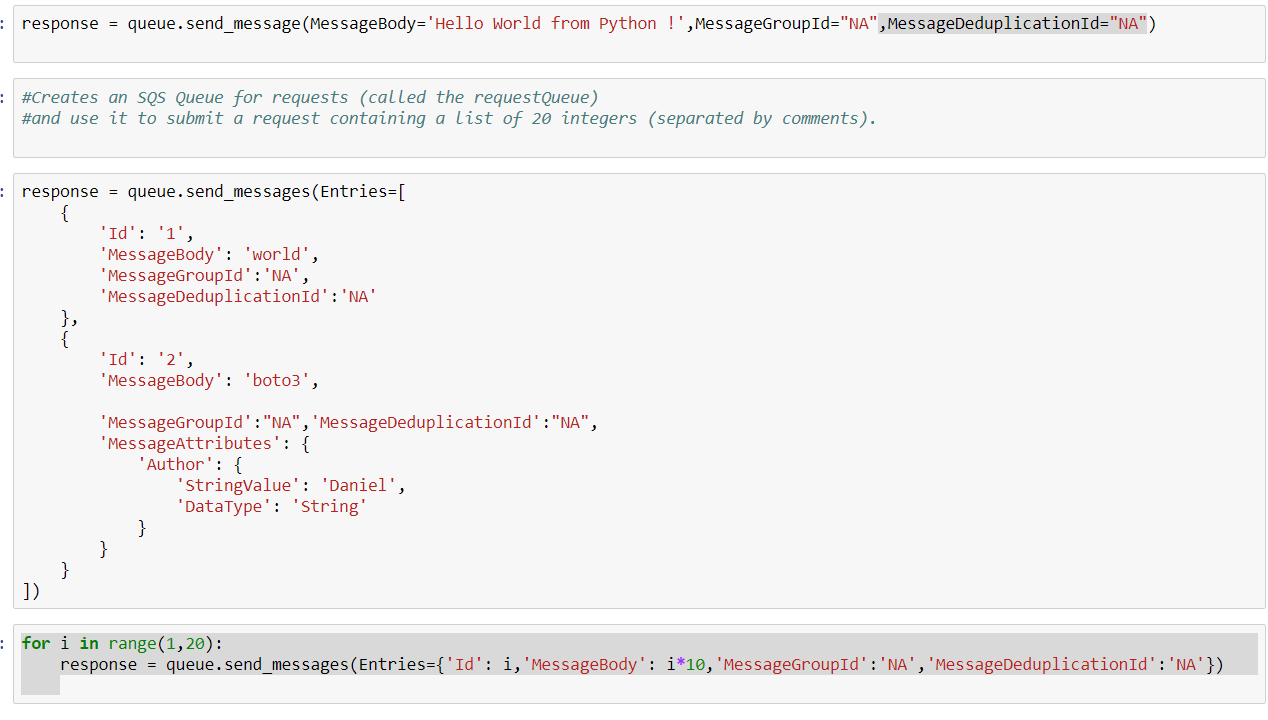 : response = queue.send_message(MessageBody='Hello World from Python !',MessageGroupId="NA",MessageDeduplicationId="NA")
: #Creates an SQS Queue for requests (called the requestQueue)
#and use it to submit a request containing a list of 20 integers (separated by comments).
: response = queue.send_messages(Entries=[
    {
        'Id': '1',
        'MessageBody': 'world',
        'MessageGroupId':'NA',
        'MessageDeduplicationId':'NA'
    },
    {
        'Id': '2',
        'MessageBody': 'boto3',
        'MessageGroupId':"NA",'MessageDeduplicationId':"NA",
        'MessageAttributes': {
            'Author': {
                'StringValue': 'Daniel',
                'DataType': 'String'
            }
        }
    }
])
: for i in range(1,20):
    response = queue.send_messages(Entries={'Id': i,'MessageBody': i*10,'MessageGroupId':'NA','MessageDeduplicationId':'NA'})